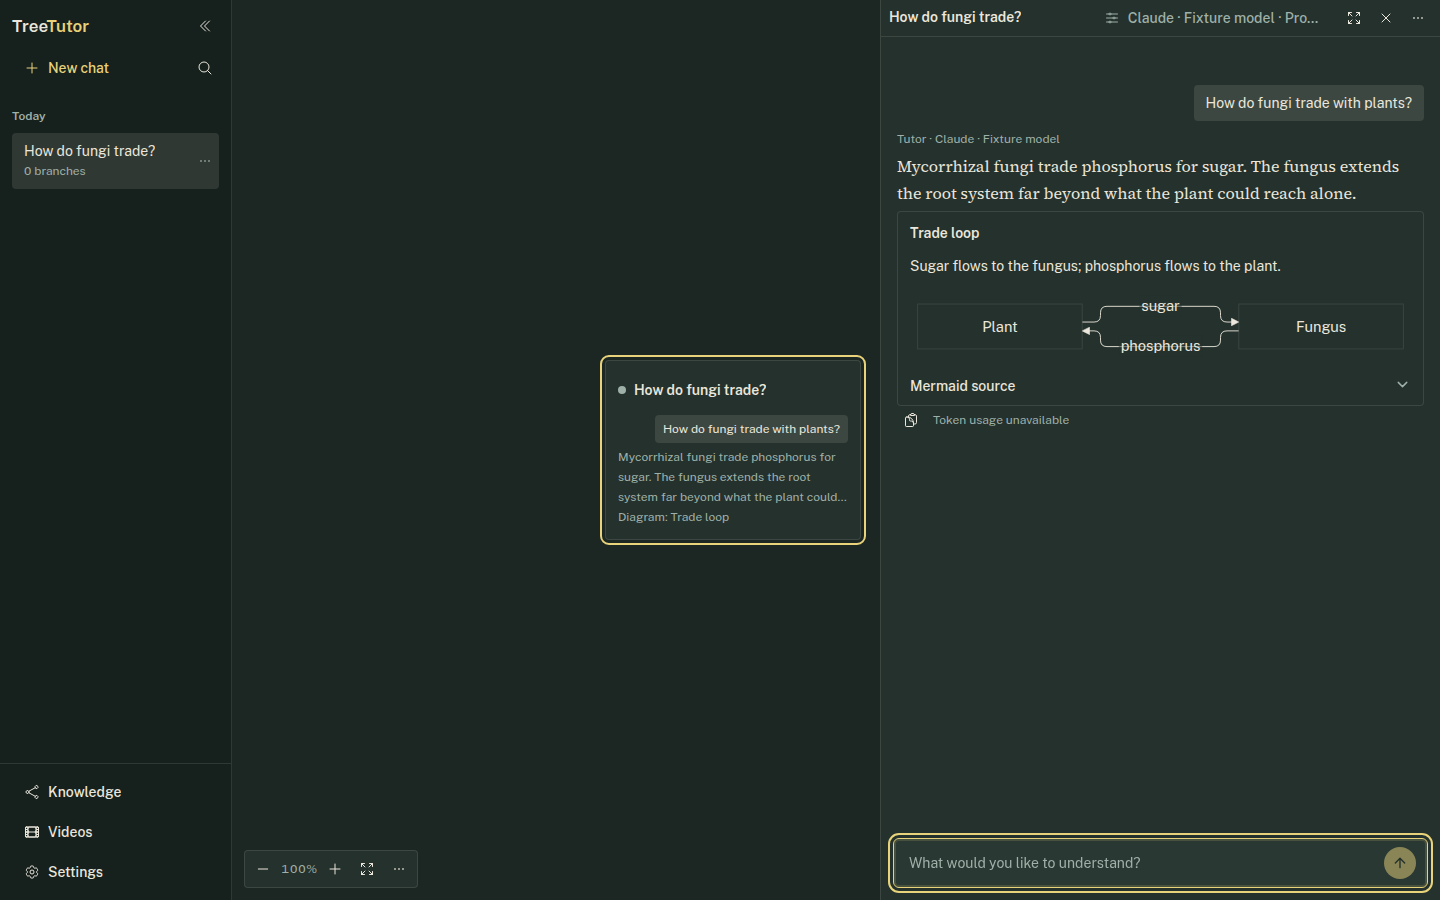 TreeTutor
New chat
Today
How do fungi trade?
0 branches
Knowledge
Videos
Settings
How do fungi trade?
How do fungi trade with plants?
Mycorrhizal fungi trade phosphorus for
sugar. The fungus extends the root
system far beyond what the plant could...
Diagram: Trade loop
100%
How do fungi trade?
Claude · Fixture model · Pro...
How do fungi trade with plants?
Tutor · Claude · Fixture model
Mycorrhizal fungi trade phosphorus for sugar. The fungus extends
the root system far beyond what the plant could reach alone.
Trade loop
Sugar flows to the fungus; phosphorus flows to the plant.
sugar
Plant
Fungus
phosphorus
Mermaid source
Token usage unavailable
What would you like to understand?